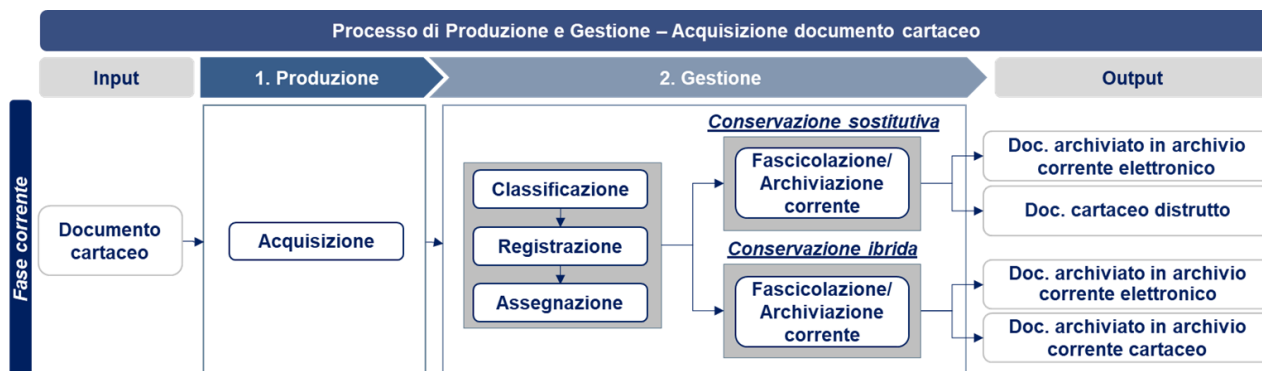 Processo di Produzione e Gestione – Acquisizione documento cartaceo
Input
1. Produzione
2. Gestione
Output
Fase corrente
Documento
cartaceo
Acquisizione
Classificazione
Registrazione
Assegnazione
Conservazione sostitutiva
Fascicolazione/
Archiviazione
corrente
Conservazione ibrida
Fascicolazione/
Archiviazione
corrente
Doc. archiviato in archivio
corrente elettronico
Doc. cartaceo distrutto
Doc. archiviato in archivio
corrente elettronico
Doc. archiviato in archivio
corrente cartaceo